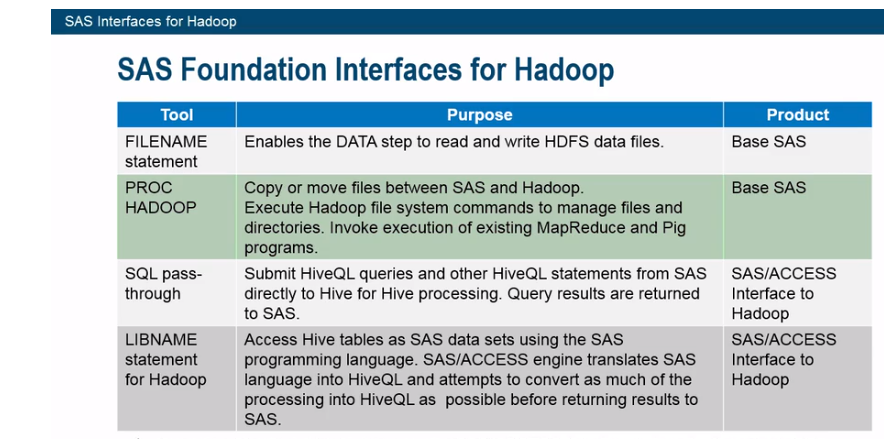 SAS Interfaces for Hadoop
SAS Foundation Interfaces for Hadoop
Tool Purpose Product
FILENAME
statement
Enables the DATA step to read and write HDFS data files.
Base SAS
PROC
HADOOP
Copy or move files between SAS and Hadoop.
Execute Hadoop file system commands to manage files and
directories. Invoke execution of existing MapReduce and Pig
programs.
Base SAS
SQL pass-
through
Submit HiveQL queries and other HiveQL statements from SAS
directly to Hive for Hive processing. Query results are returned
to SAS.
SAS/ACCESS
Interface to
Hadoop
LIBNAME
statement
for Hadoop
Access Hive tables as SAS data sets using the SAS
programming language. SAS/ACCESS engine translates SAS
language into HiveQL and attempts to convert as much of the
processing into HiveQL as possible before returning results to
SAS.
SAS/ACCESS
Interface to
Hadoop